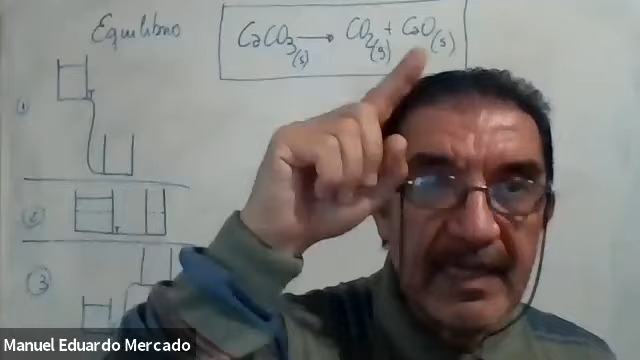 Equilibrio
CaCO3(s) → CO2(g) + CaO(s)
1
2
3
Manuel Eduardo Mercado